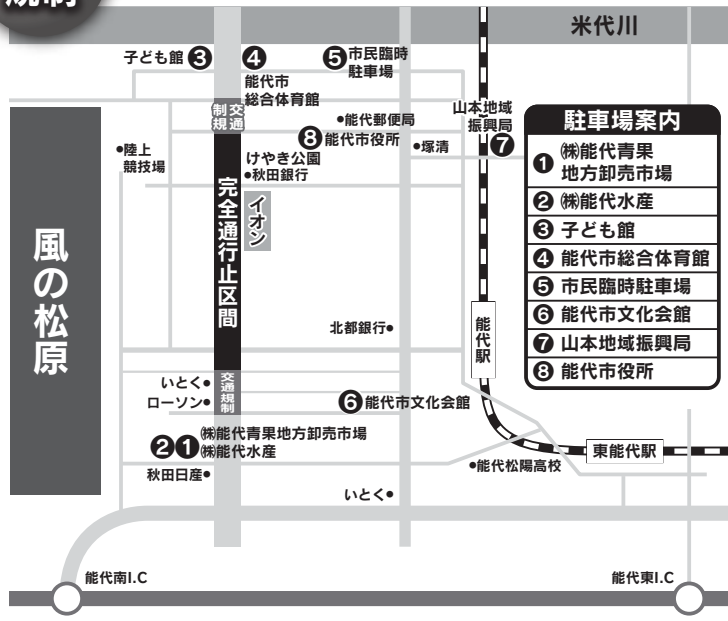 規制
米代川
子ども館 ❸
❹
能代市
総合体育館
❺ 市民臨時
駐車場
交通
規制
•能代郵便局
❽ 能代市役所
•塚清
山本地域
振興局
❼
•陸上
競技場
けやき公園
•秋田銀行
イオン
完全通行止区間
風の松原
駐車場案内
❶ ㈱能代青果
地方卸売市場
❷ ㈱能代水産
❸ 子ども館
❹ 能代市総合体育館
❺ 市民臨時駐車場
❻ 能代市文化会館
❼ 山本地域振興局
❽ 能代市役所
北都銀行•
能代駅
いとく•
ローソン•
交通規制
❻ 能代市文化会館
❷❶ ㈱能代青果地方卸売市場
㈱能代水産
秋田日産•
東能代駅
•能代松陽高校
いとく•
能代南I.C
能代東I.C